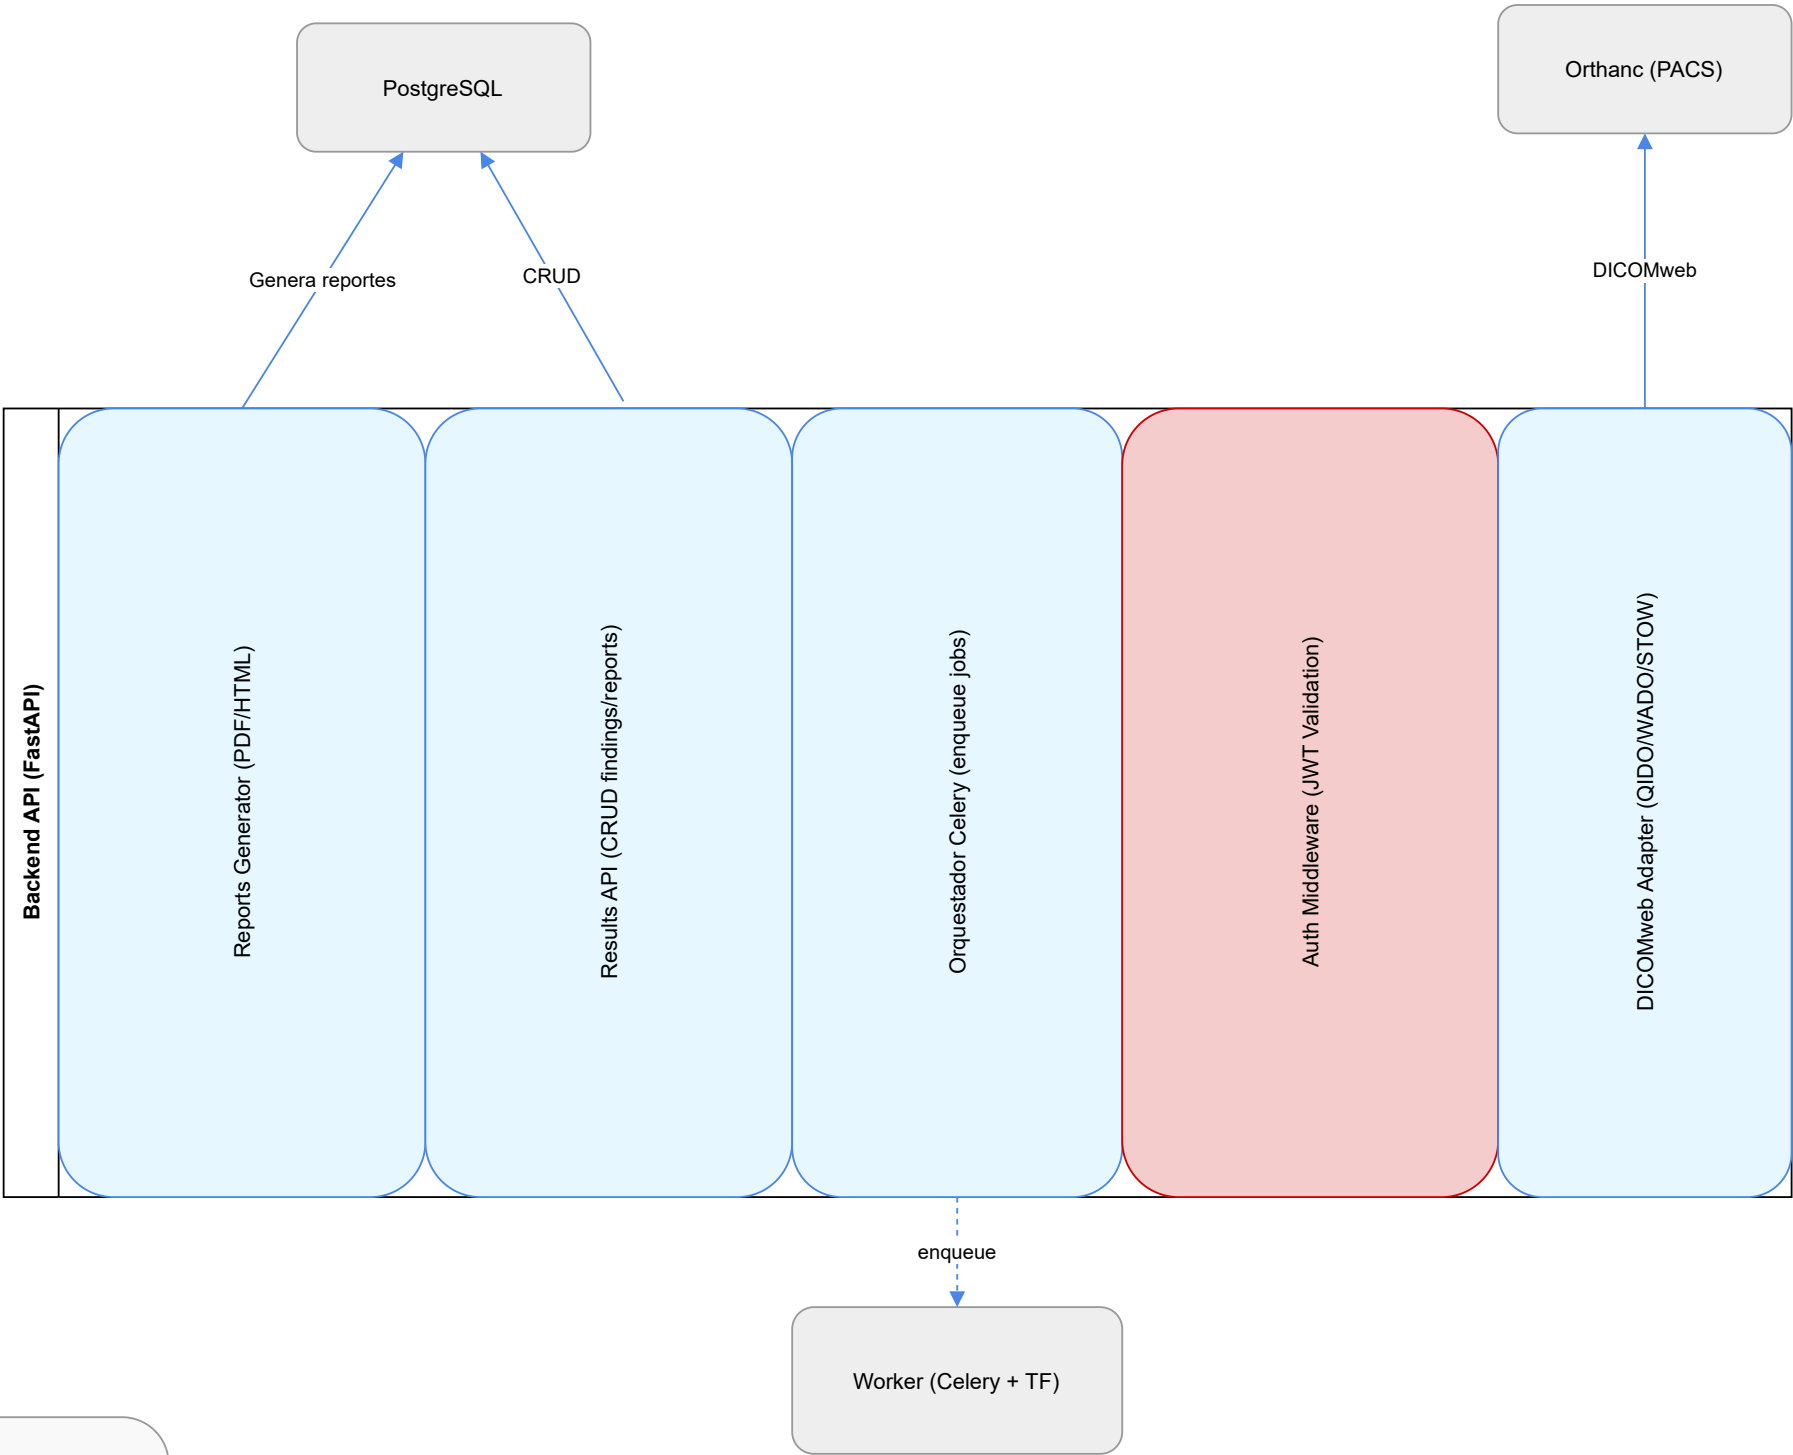 PostgreSQL
Orthanc (PACS)
Genera reportes
CRUD
DICOMweb
Backend API (FastAPI)
Reports Generator (PDF/HTML)
Results API (CRUD findings/reports)
Orquestador Celery (enqueue jobs)
Auth Middleware (JWT Validation)
DICOMweb Adapter (QIDO/WADO/STOW)
enqueue
Worker (Celery + TF)